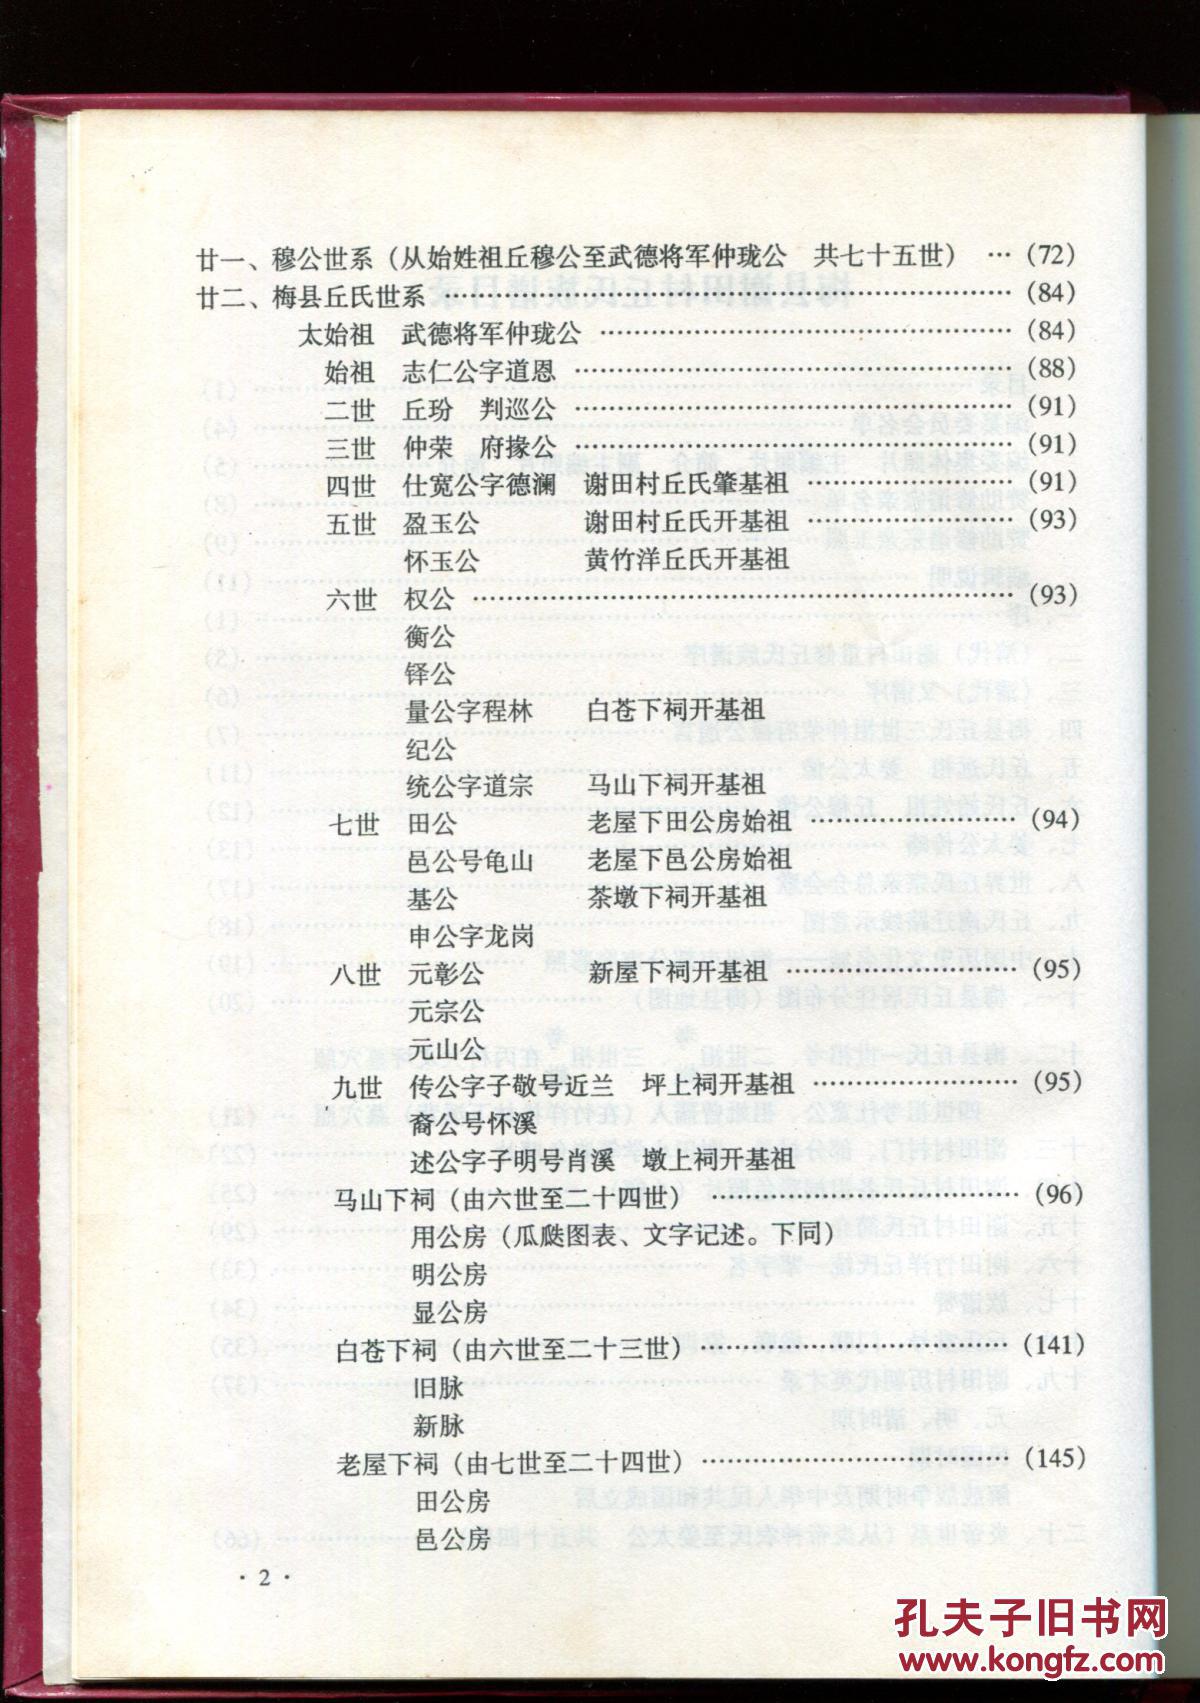 廿一、穆公世系（从始姓祖丘穆公至武德将军仲珑公　共七十五世）…(72)
廿二、梅县丘氏世系……(84)
太始祖　武德将军仲珑公……(84)
始祖　志仁公字道恩……(88)
二世　丘玢　判巡公……(91)
三世　仲荣　府掾公……(91)
四世　仕宽公字德澜　谢田村丘氏肇基祖……(91)
五世　盈玉公　谢田村丘氏开基祖……(93)
怀玉公　黄竹洋丘氏开基祖
六世　权公……(93)
衡公
铎公
量公字程林　白苍下祠开基祖
纪公
统公字道宗　马山下祠开基祖
七世　田公　老屋下田公房始祖……(94)
邑公号龟山　老屋下邑公房始祖
基公　茶墩下祠开基祖
申公字龙岗
八世　元彰公　新屋下祠开基祖……(95)
元宗公
元山公
九世　传公字子敬号近兰　坪上祠开基祖……(95)
裔公号怀溪
述公字子明号肖溪　墩上祠开基祖
马山下祠（由六世至二十四世）……(96)
用公房（瓜瓞图表、文字记述。下同）
明公房
显公房
白苍下祠（由六世至二十三世）……(141)
旧脉
新脉
老屋下祠（由七世至二十四世）……(145)
田公房
邑公房
·2·
孔夫子旧书网
www.kongfz.com